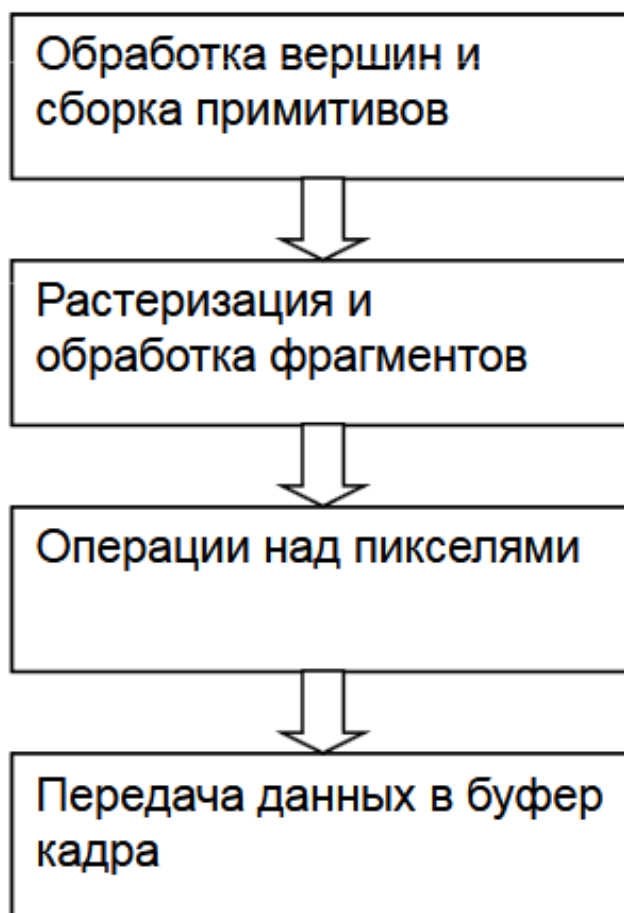 Обработка вершин и
сборка примитивов
Растеризация и
обработка фрагментов
Операции над пикселями
Передача данных в буфер
кадра